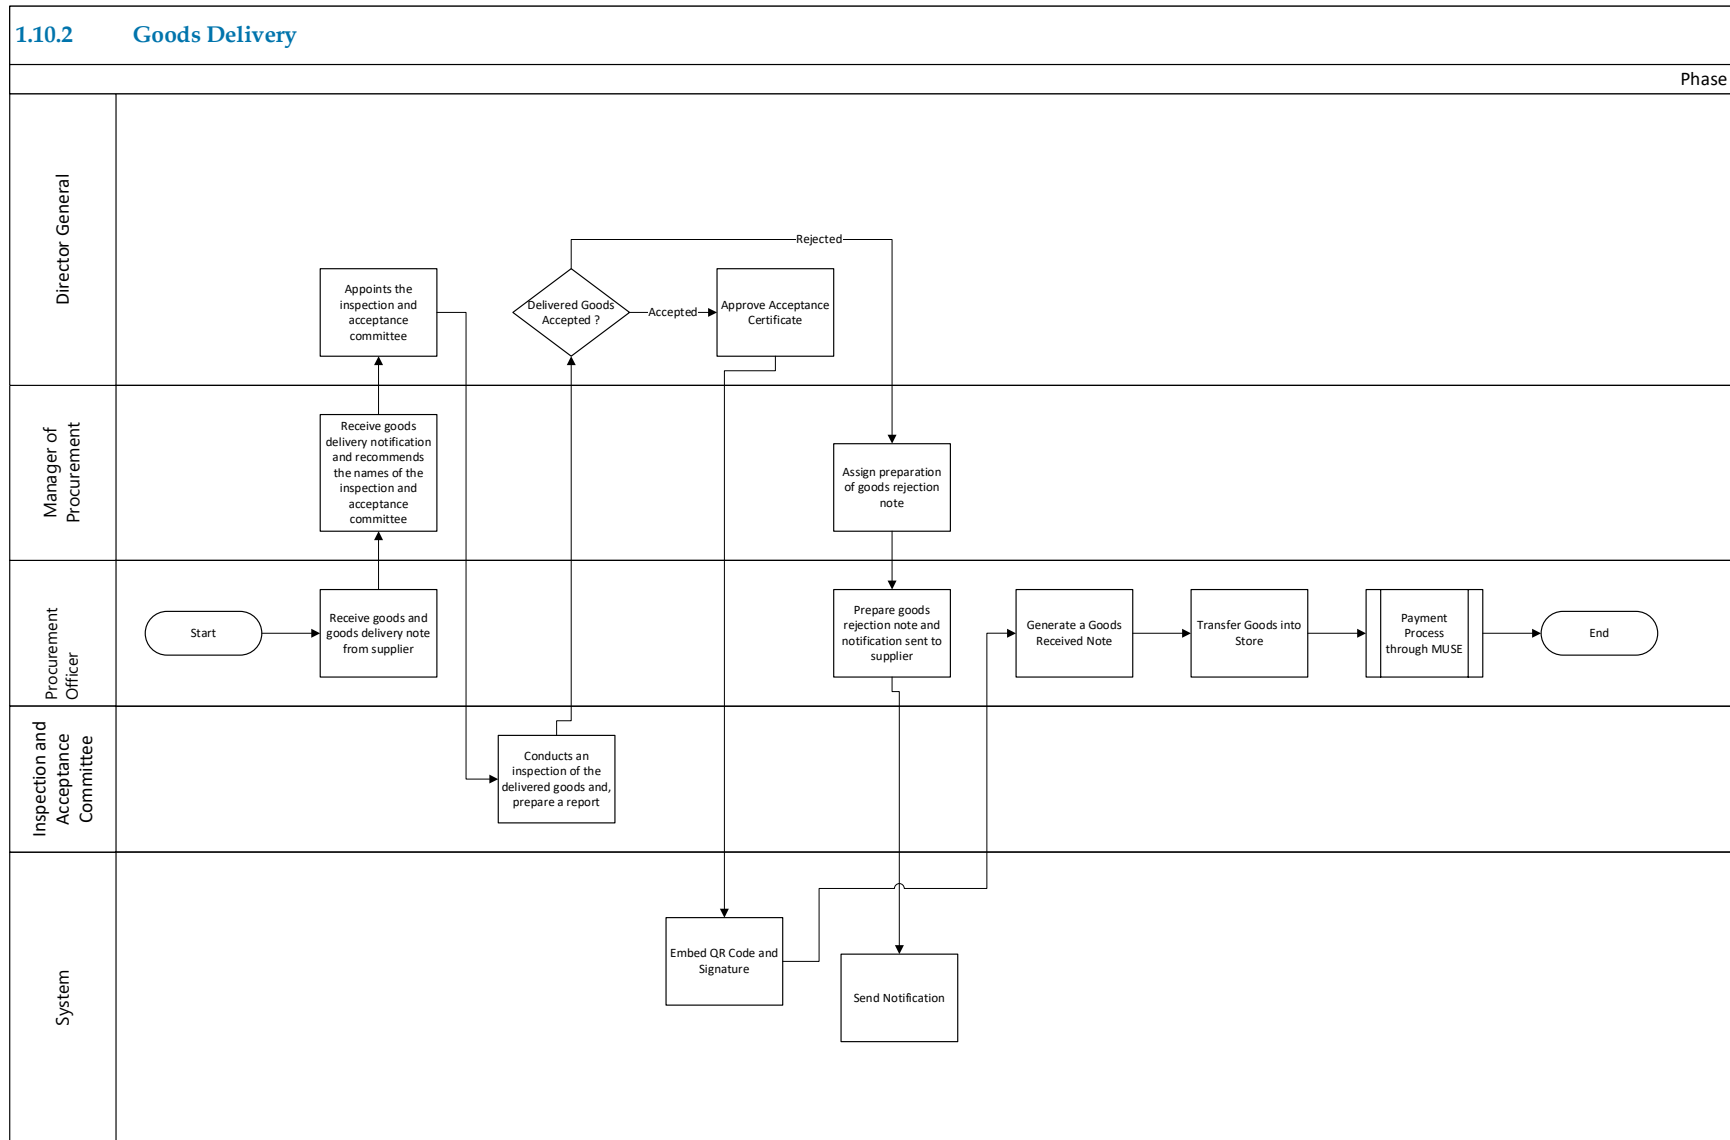 1.10.2 Goods Delivery
Phase
Director General
Rejected
Appoints the
inspection and
acceptance
committee
Delivered Goods
Accepted ?
Accepted
Approve Acceptance
Certificate
Manager of
Procurement
Receive goods
delivery notification
and recommends
the names of the
inspection and
acceptance
committee
Assign preparation
of goods rejection
note
Procurement
Officer
Start
Receive goods and
goods delivery note
from supplier
Prepare goods
rejection note and
notification sent to
supplier
Generate a Goods
Received Note
Transfer Goods into
Store
Payment
Process
through MUSE
End
Inspection and
Acceptance
Committee
Conducts an
inspection of the
delivered goods and,
prepare a report
System
Embed QR Code and
Signature
Send Notification